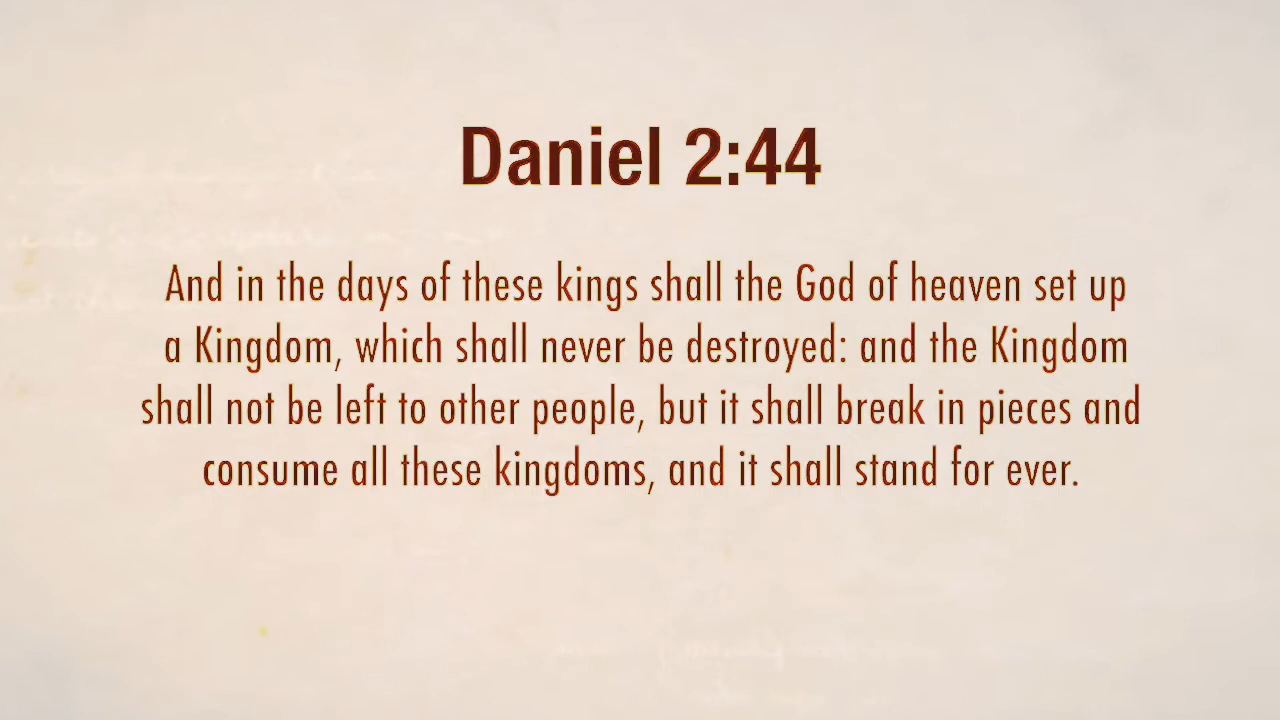 Daniel 2:44
And in the days of these kings shall the God of heaven set up
a Kingdom, which shall never be destroyed: and the Kingdom
shall not be left to other people, but it shall break in pieces and
consume all these kingdoms, and it shall stand for ever.